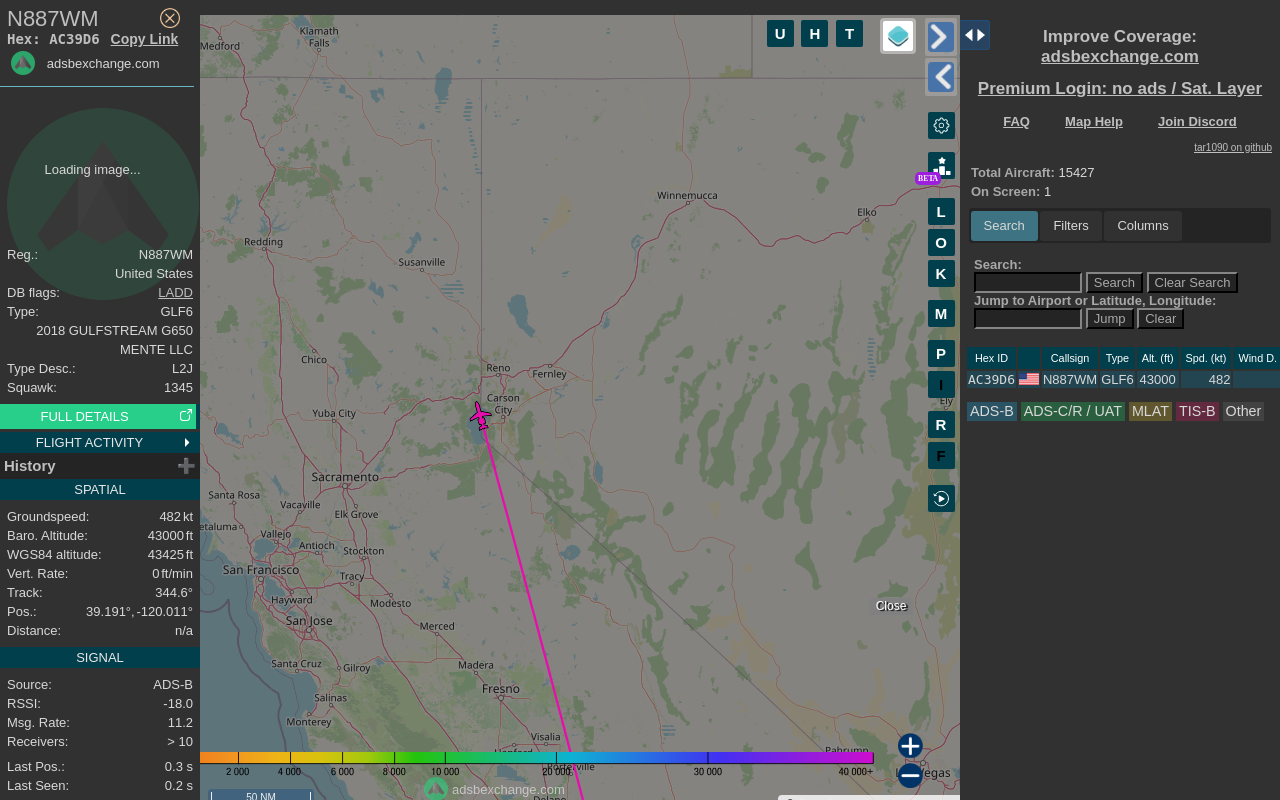 N887WM
Hex: AC39D6 Copy Link
adsbexchange.com
Loading image...
Reg.: N887WM
United States
DB flags: LADD
Type: GLF6
2018 GULFSTREAM G650
MENTE LLC
Type Desc.: L2J
Squawk: 1345
FULL DETAILS
FLIGHT ACTIVITY
History
SPATIAL
Groundspeed: 482 kt
Baro. Altitude: 43000 ft
WGS84 altitude: 43425 ft
Vert. Rate: 0 ft/min
Track: 344.6°
Pos.: 39.191°, -120.011°
Distance: n/a
SIGNAL
Source: ADS-B
RSSI: -18.0
Msg. Rate: 11.2
Receivers: > 10
Last Pos.: 0.3 s
Last Seen: 0.2 s
Medford
Klamath
Falls
Winnemucca
Elko
Redding
Susanville
Chico
Reno
Fernley
Carson
City
Ely
Yuba City
Sacramento
Santa Rosa
Vacaville
Elk Grove
etaluma
Vallejo
Antioch
Stockton
San Francisco
Tracy
Hayward
Modesto
San Jose
Merced
Santa Cruz
Gilroy
Madera
Salinas
Fresno
Monterey
Visalia
Hanford
Porterville
Delano
Pahrump
Las Vegas
U H T
BETA
L
O
K
M
P
I
R
F
Close
2 000 4 000 6 000 8 000 10 000 20 000 30 000 40 000+
50 NM
adsbexchange.com
Improve Coverage:
adsbexchange.com
Premium Login: no ads / Sat. Layer
FAQ Map Help Join Discord
tar1090 on github
Total Aircraft: 15427
On Screen: 1
Search Filters Columns
Search:
Search Clear Search
Jump to Airport or Latitude, Longitude:
Jump Clear
Hex ID Callsign Type Alt. (ft) Spd. (kt) Wind D.
AC39D6 N887WM GLF6 43000 482
ADS-B ADS-C/R / UAT MLAT TIS-B Other